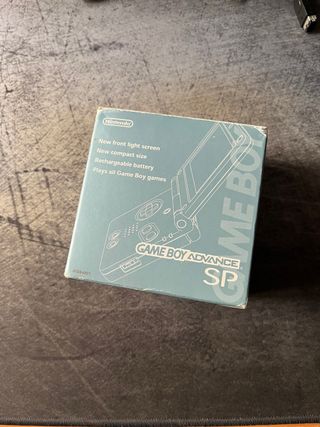 Nintendo
New front light screen
New compact size
Rechargeable battery
Plays all Game Boy games
GAME BOY ADVANCE
SP
GAME BOY